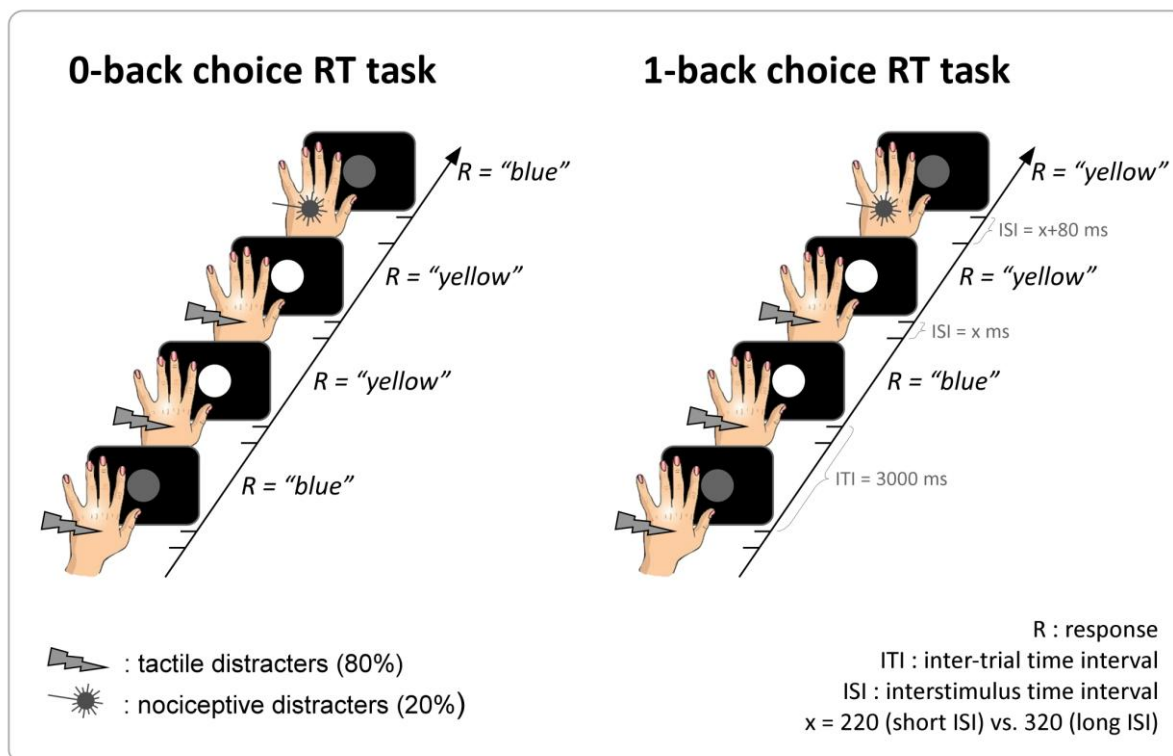 0-back choice RT task
R = “blue”
R = “yellow”
R = “yellow”
R = “blue”
1-back choice RT task
R = “yellow”
ISI = x+80 ms
R = “yellow”
ISI = x ms
R = “blue”
ITI = 3000 ms
: tactile distracters (80%)
: nociceptive distracters (20%)
R : response
ITI : inter-trial time interval
ISI : interstimulus time interval
x = 220 (short ISI) vs. 320 (long ISI)